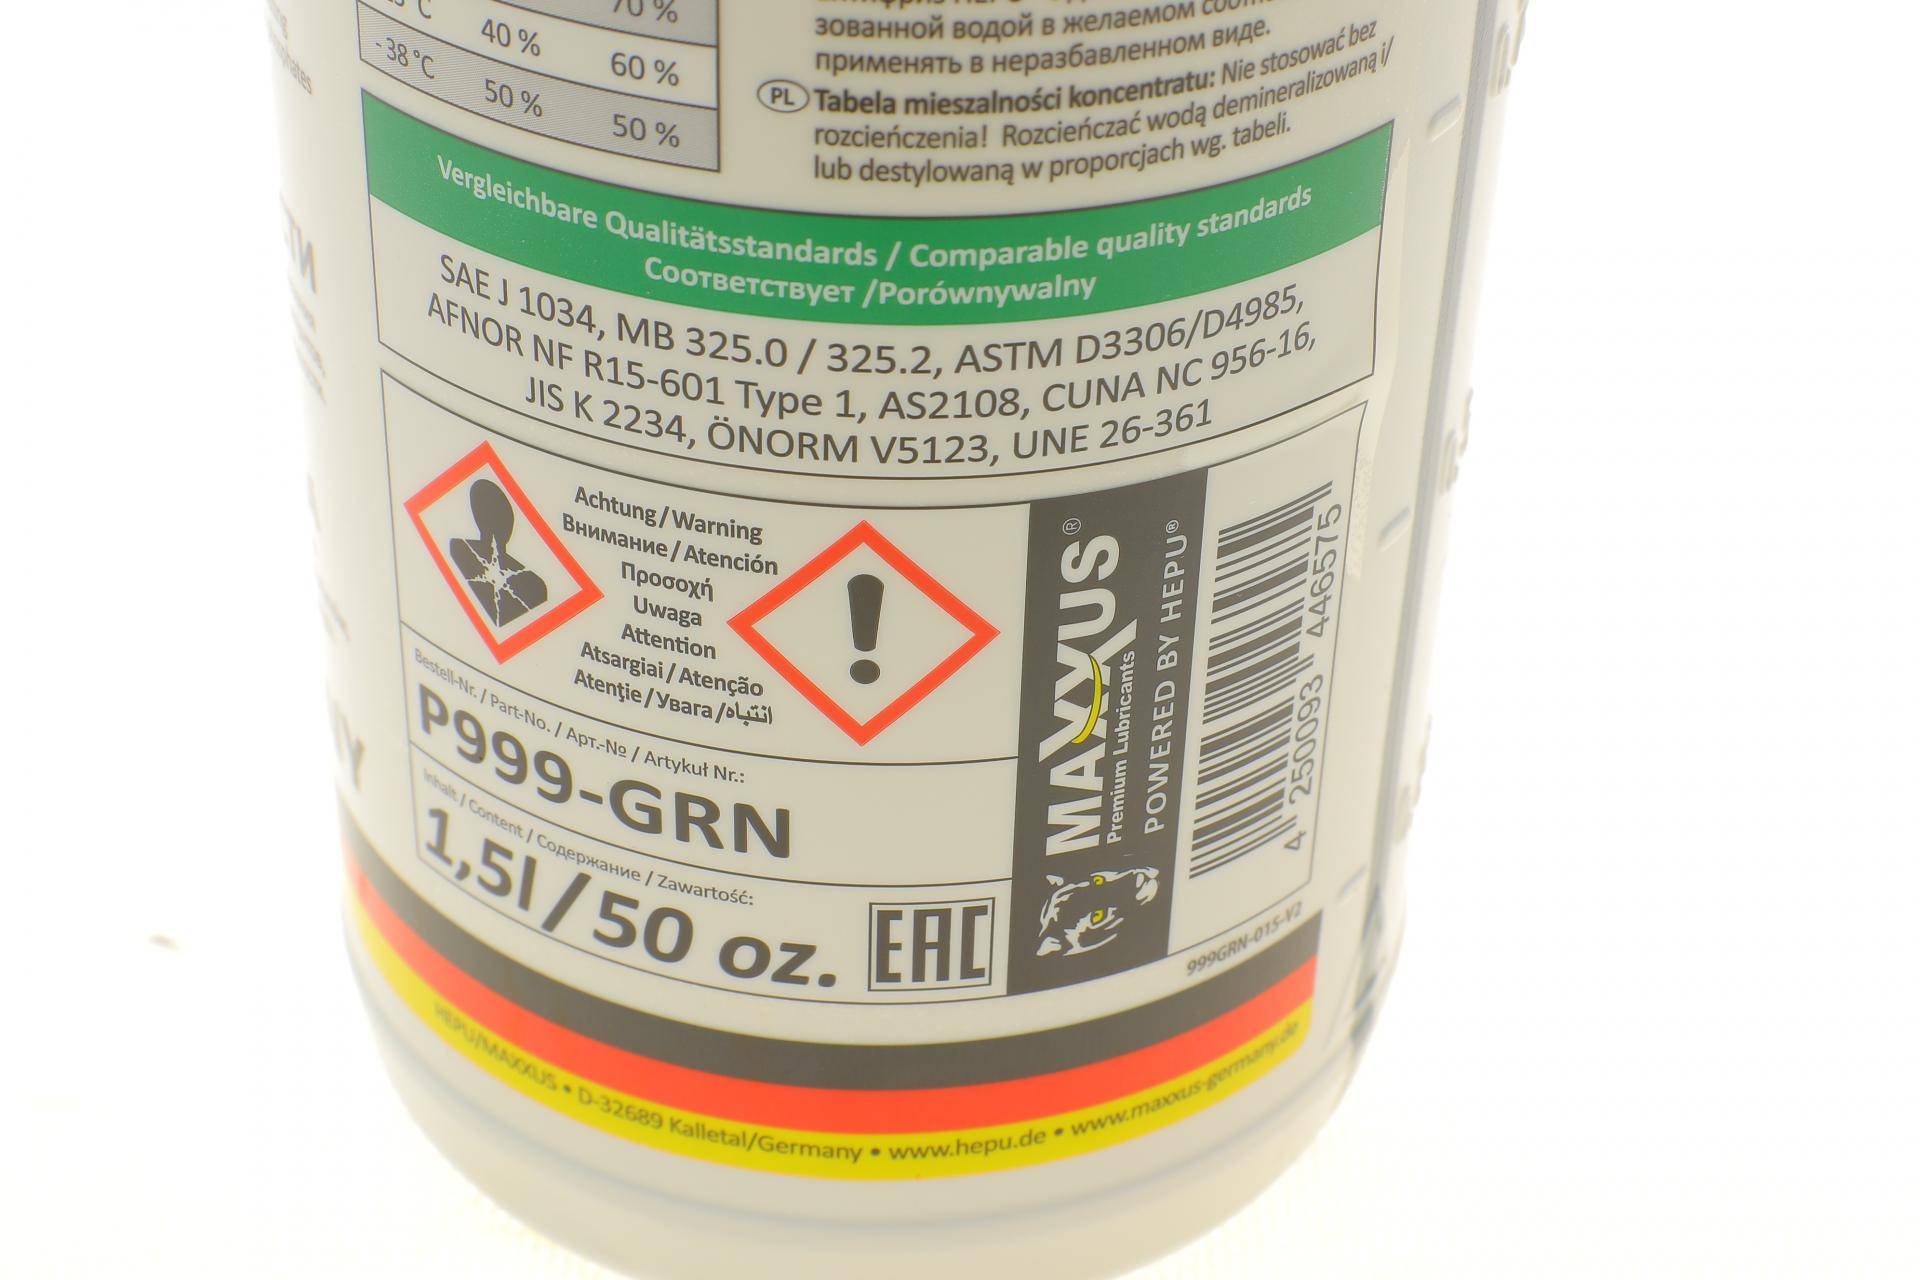 70 %
40 %
60 %
- 38 °C
50 %
50 %
зованной водой в желаемом
применять в неразбавленном виде.
PL Tabela mieszalności koncentratu: Nie stosować bez
rozcieńczenia! Rozcieńczać wodą demineralizowaną i/
lub destylowaną w proporcjach wg. tabeli.
Vergleichbare Qualitätsstandards / Comparable quality standards
Соответствует /Porównywalny
SAE J 1034, MB 325.0 / 325.2, ASTM D3306/D4985,
AFNOR NF R15-601 Type 1, AS2108, CUNA NC 956-16,
JIS K 2234, ÖNORM V5123, UNE 26-361
Achtung / Warning
Внимание / Atención
Προσοχή
Uwaga
Attention
Atsargiai / Atenção
Atenţie / Увага / انتباه
Bestell-Nr. / Part-No. / Арт.-№ / Artykuł Nr.:
P999-GRN
Inhalt / Content / Содержание / Zawartość:
1,5l / 50 oz.
EAC
MAXXUS®
Premium Lubricants
POWERED BY HEPU®
4 250093 446575
999GRN-015-V2
HEPU/MAXXUS • D-32689 Kalletal/Germany • www.hepu.de • www.maxxus-germany.de